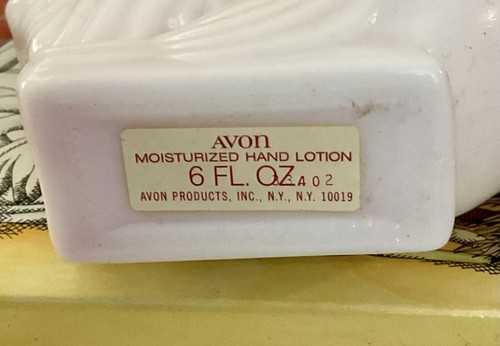 AVON
MOISTURIZED HAND LOTION
6 FL. OZ.
AVON PRODUCTS, INC., N.Y., N.Y. 10019